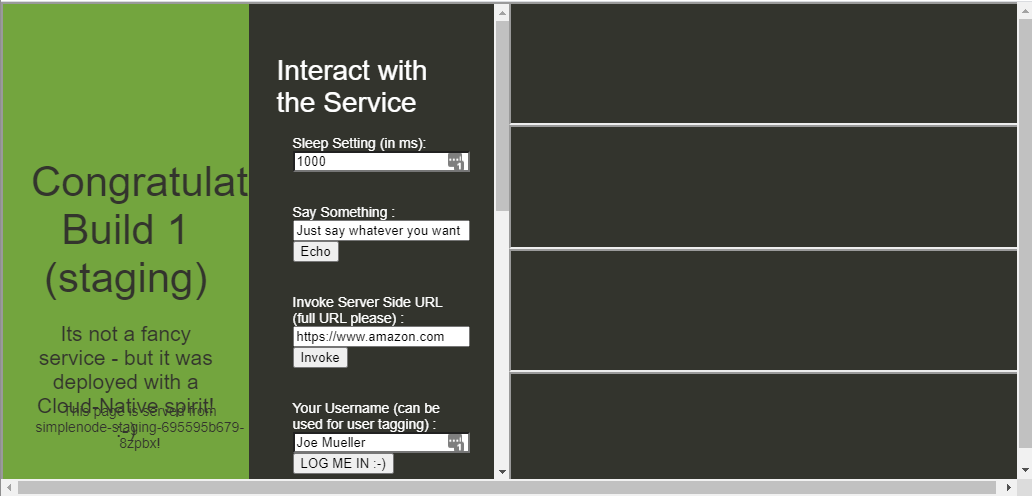 Congratulat
Build 1
(staging)
Its not a fancy
service - but it was
deployed with a
Cloud-Native spirit!
:-)
This page is served from
simplenode-staging-695595b679-
8zpbx!
Interact with
the Service
Sleep Setting (in ms):
1000
Say Something :
Just say whatever you want
Echo
Invoke Server Side URL
(full URL please) :
https://www.amazon.com
Invoke
Your Username (can be
used for user tagging) :
Joe Mueller
LOG ME IN :-)